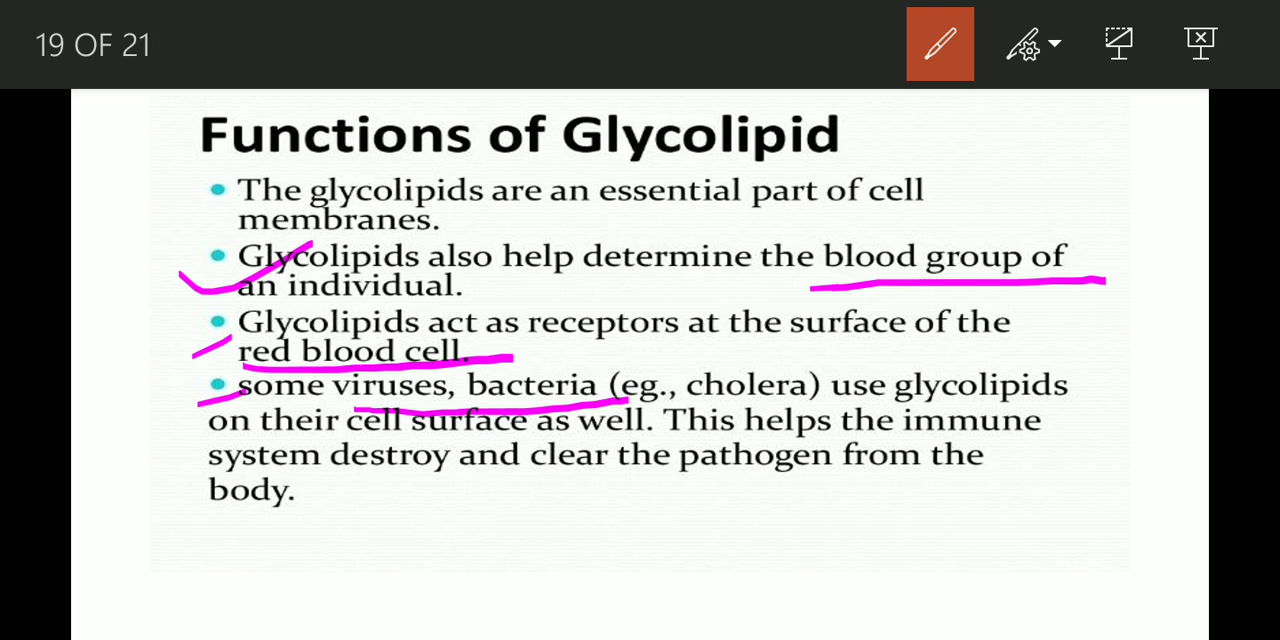 19 OF 21
Functions of Glycolipid
The glycolipids are an essential part of cell
membranes.
Glycolipids also help determine the blood group of
an individual.
Glycolipids act as receptors at the surface of the
red blood cell.
some viruses, bacteria (eg., cholera) use glycolipids
on their cell surface as well. This helps the immune
system destroy and clear the pathogen from the
body.